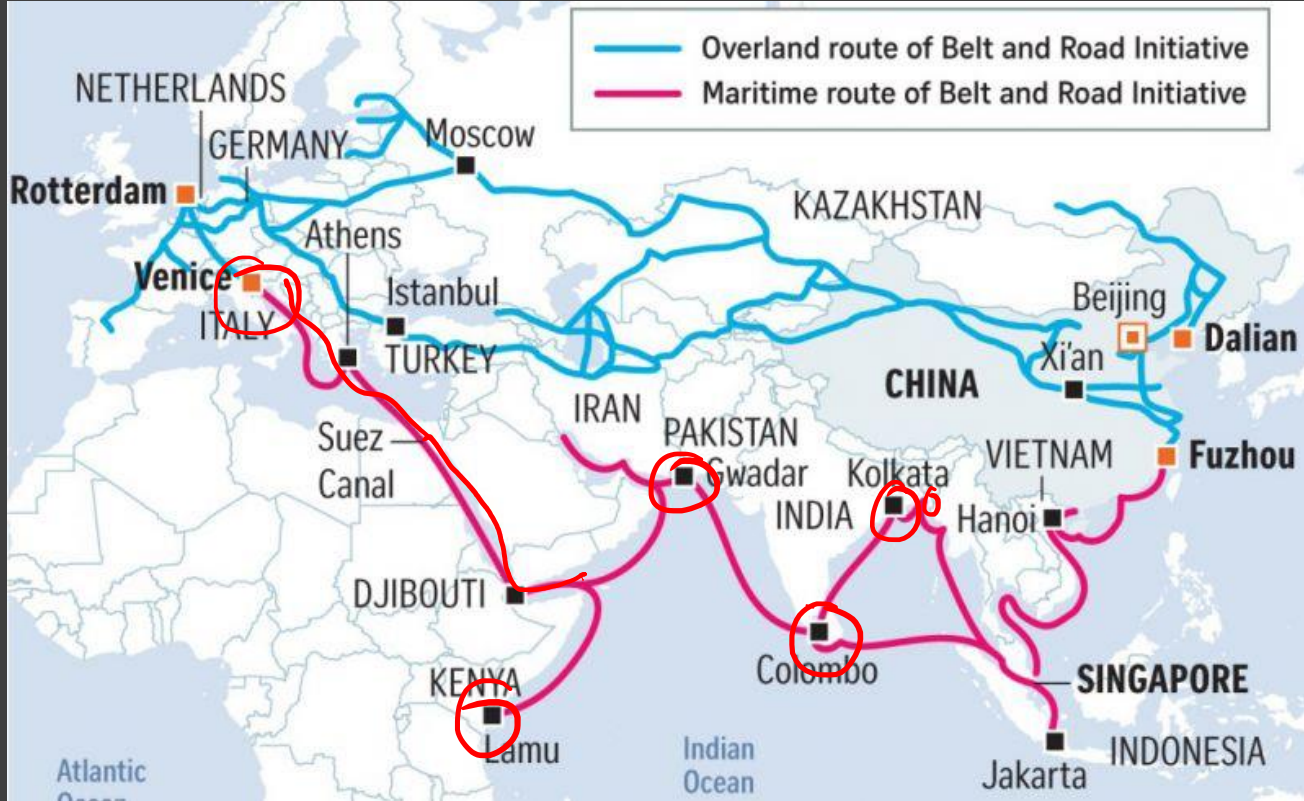 Overland route of Belt and Road Initiative
Maritime route of Belt and Road Initiative
NETHERLANDS
GERMANY
Moscow
Rotterdam
KAZAKHSTAN
Athens
Venice
Istanbul
Beijing
ITALY
Dalian
TURKEY
Xi'an
CHINA
IRAN
Suez
Canal
PAKISTAN
Gwadar
Kolkata
VIETNAM
Fuzhou
INDIA
Hanoi
DJIBOUTI
Colombo
KENYA
SINGAPORE
Lamu
Indian
Ocean
INDONESIA
Jakarta
Atlantic
Ocean